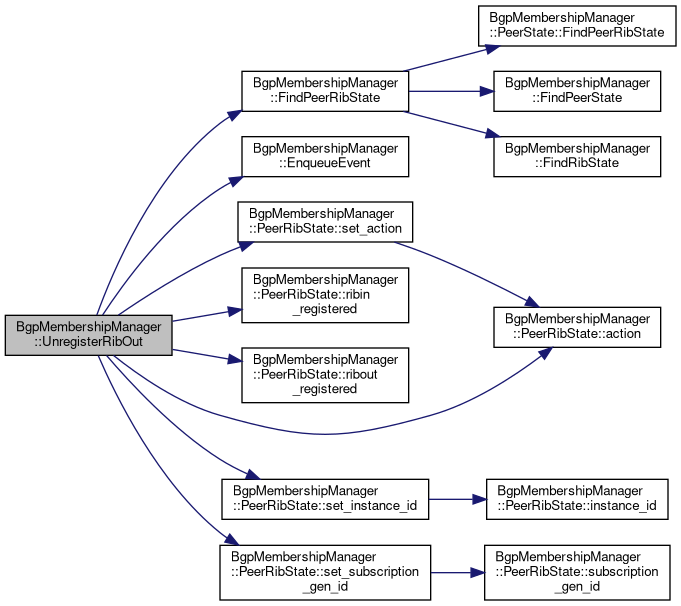 BgpMembershipManager
::UnregisterRibOut
BgpMembershipManager
::FindPeerRibState
BgpMembershipManager
::PeerState::FindPeerRibState
BgpMembershipManager
::FindPeerState
BgpMembershipManager
::FindRibState
BgpMembershipManager
::EnqueueEvent
BgpMembershipManager
::PeerRibState::set_action
BgpMembershipManager
::PeerRibState::action
BgpMembershipManager
::PeerRibState::ribin
_registered
BgpMembershipManager
::PeerRibState::ribout
_registered
BgpMembershipManager
::PeerRibState::set_instance_id
BgpMembershipManager
::PeerRibState::instance_id
BgpMembershipManager
::PeerRibState::set_subscription
_gen_id
BgpMembershipManager
::PeerRibState::subscription
_gen_id